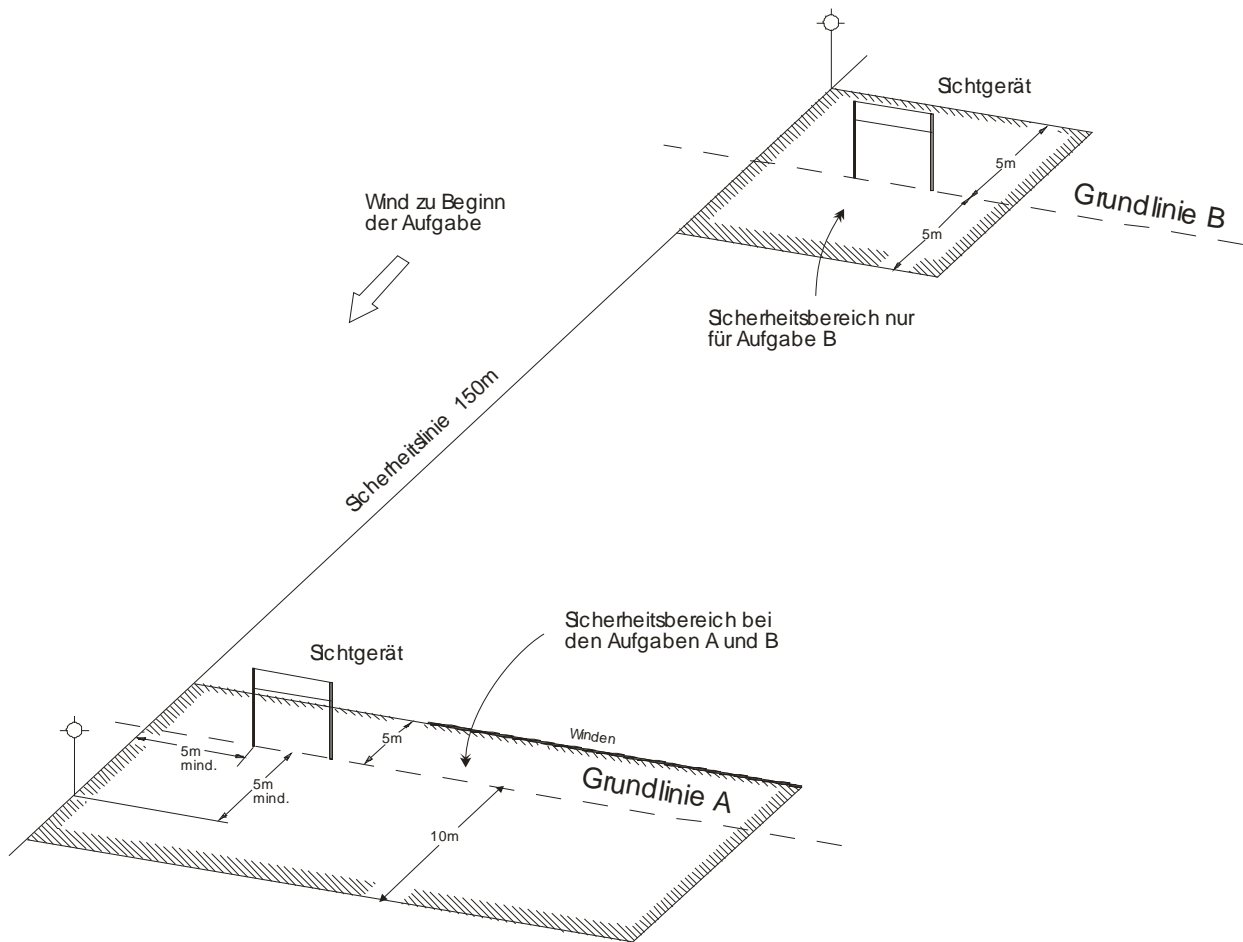 Sichtgerät
5m
Grundlinie B
5m
Wind zu Beginn
der Aufgabe
Sicherheitsbereich nur
für Aufgabe B
Sicherheitslinie 150m
Sicherheitsbereich bei
den Aufgaben A und B
Sichtgerät
Winden
5m
5m
mind.
Grundlinie A
5m
mind.
10m